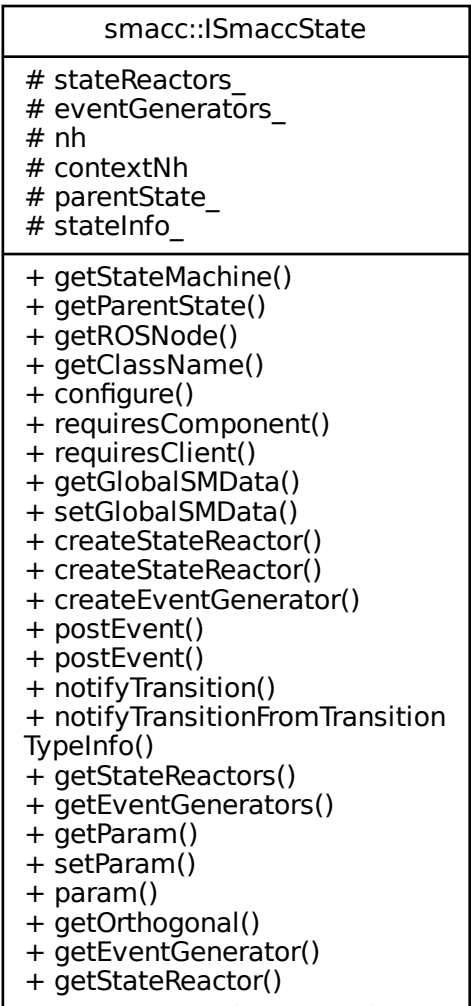 smacc::ISmaccState
# stateReactors_
# eventGenerators_
# nh
# contextNh
# parentState_
# stateInfo_
+ getStateMachine()
+ getParentState()
+ getROSNode()
+ getClassName()
+ configure()
+ requiresComponent()
+ requiresClient()
+ getGlobalSMData()
+ setGlobalSMData()
+ createStateReactor()
+ createStateReactor()
+ createEventGenerator()
+ postEvent()
+ postEvent()
+ notifyTransition()
+ notifyTransitionFromTransition
TypeInfo()
+ getStateReactors()
+ getEventGenerators()
+ getParam()
+ setParam()
+ param()
+ getOrthogonal()
+ getEventGenerator()
+ getStateReactor()